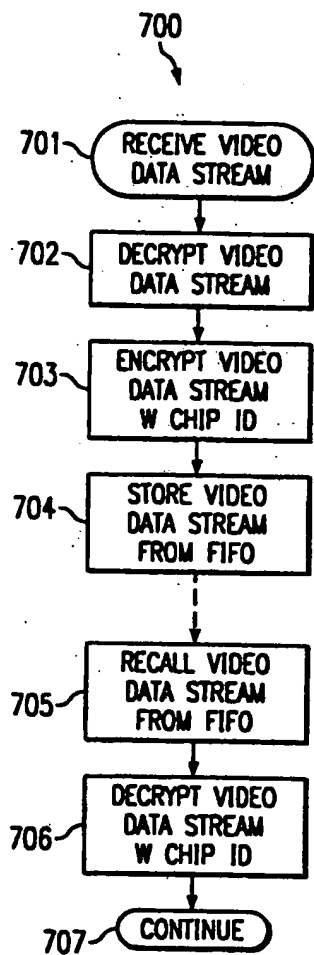 700
701
RECEIVE VIDEO
DATA STREAM
702
DECRYPT VIDEO
DATA STREAM
703
ENCRYPT VIDEO
DATA STREAM
W CHIP ID
704
STORE VIDEO
DATA STREAM
FROM FIFO
705
RECALL VIDEO
DATA STREAM
FROM FIFO
706
DECRYPT VIDEO
DATA STREAM
W CHIP ID
707
CONTINUE